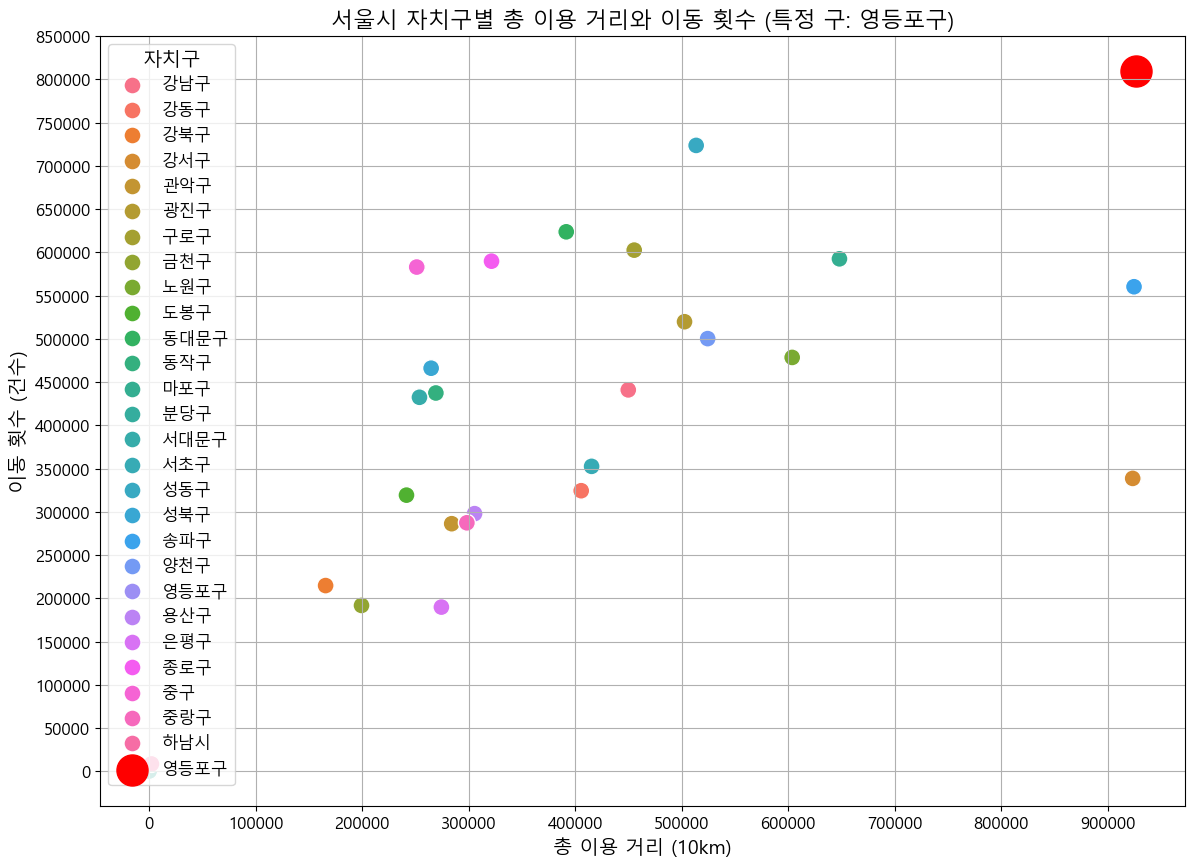 서울시 자치구별 총 이용 거리와 이동 횟수 (특정 구: 영등포구)
850000
800000
750000
700000
650000
600000
550000
500000
450000
400000
350000
300000
250000
200000
150000
100000
50000
0
이동 횟수 (건수)
자치구
강남구
강동구
강북구
강서구
관악구
광진구
구로구
금천구
노원구
도봉구
동대문구
동작구
마포구
분당구
서대문구
서초구
성동구
성북구
송파구
양천구
영등포구
용산구
은평구
종로구
중구
중랑구
하남시
영등포구
0 100000 200000 300000 400000 500000 600000 700000 800000 900000
총 이용 거리 (10km)